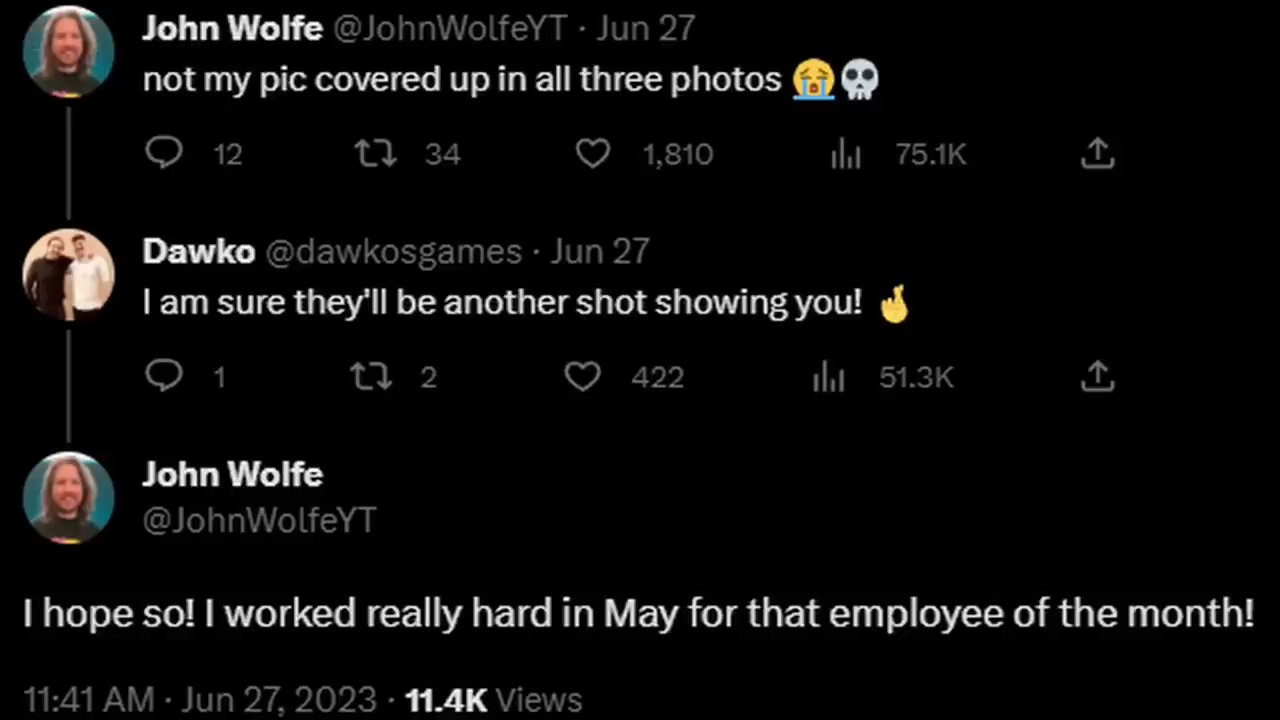 John Wolfe @JohnWolfeYT · Jun 27
not my pic covered up in all three photos 😭💀
12 34 1,810 75.1K
Dawko @dawkosgames · Jun 27
I am sure they'll be another shot showing you! 🤞
1 2 422 51.3K
John Wolfe
@JohnWolfeYT
I hope so! I worked really hard in May for that employee of the month!
11:41 AM · Jun 27, 2023 · 11.4K Views